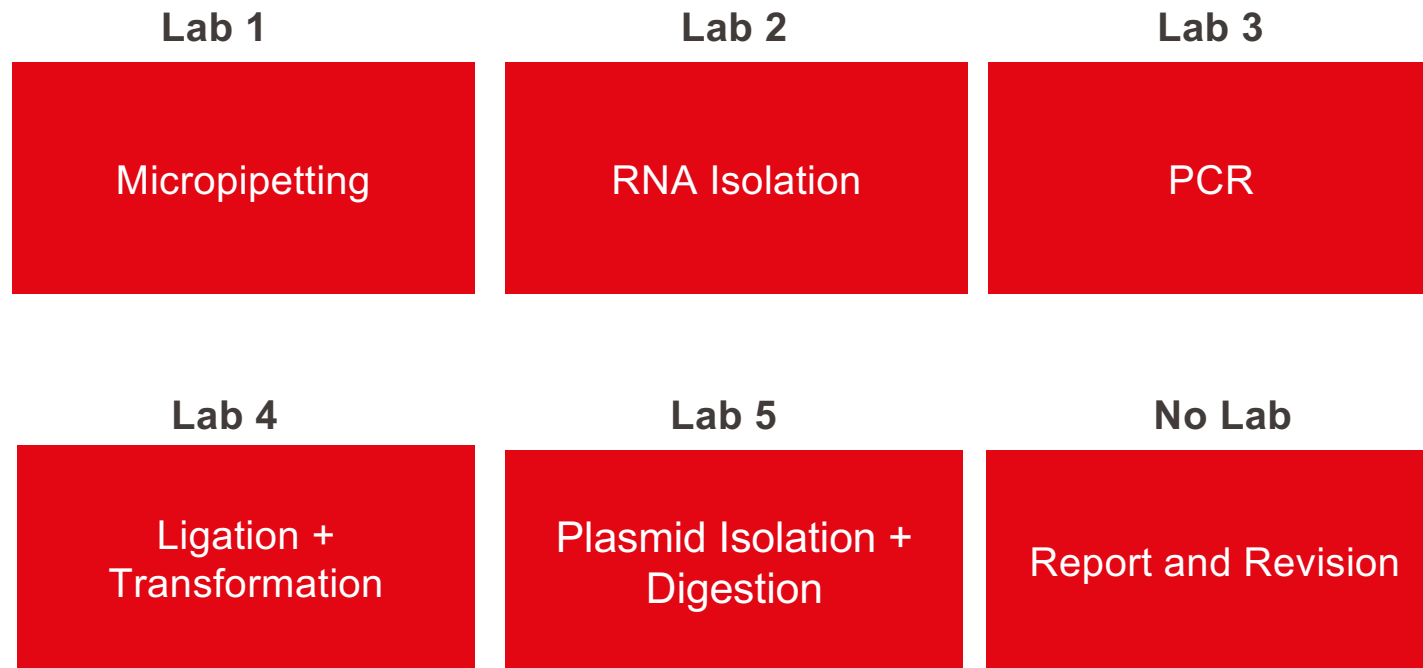 Lab 1
Lab 2
Lab 3
Micropipetting
RNA Isolation
PCR
Lab 4
Lab 5
No Lab
Ligation +
Transformation
Plasmid Isolation +
Digestion
Report and Revision